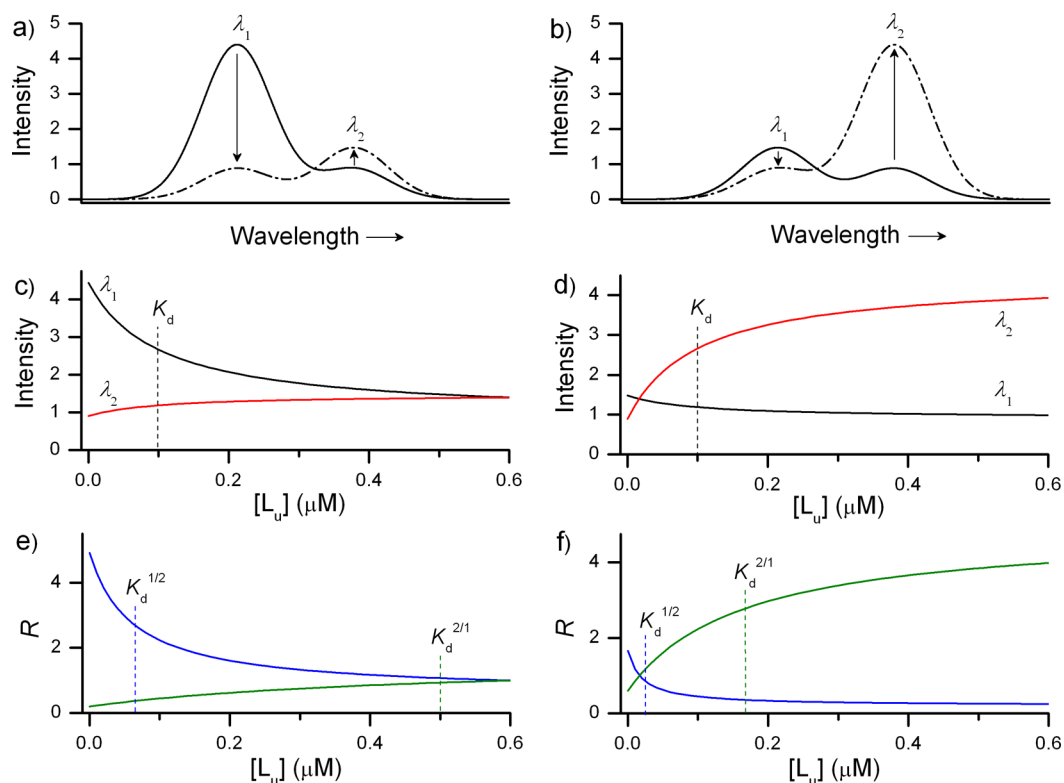 a)
Intensity
5
4
3
2
1
0
λ1
λ2
Wavelength
b)
Intensity
5
4
3
2
1
0
λ1
λ2
Wavelength
c)
Intensity
4
3
2
1
0
λ1
λ2
Kd
0.0 0.2 0.4 0.6
[Lu] (μM)
d)
Intensity
4
3
2
1
0
Kd
λ2
λ1
0.0 0.2 0.4 0.6
[Lu] (μM)
e)
R
4
2
0
Kd1/2
Kd2/1
0.0 0.2 0.4 0.6
[Lu] (μM)
f)
R
4
2
0
Kd1/2
Kd2/1
0.0 0.2 0.4 0.6
[Lu] (μM)